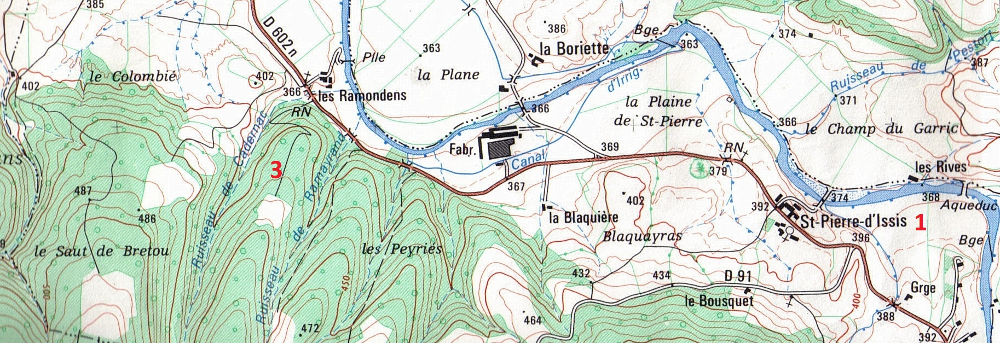 385
D 602 n
386
Bge
374
la Boriette
363
Plle
363
la Plane
Pestort
de
387
le Colombié
402
402
366
les Ramondens
RN
d'Irrig.
Ruisseau
371
la Plaine
de St-Pierre
366
366
le Champ du Garric
Cadernac
de
Ruisseau
3
Ramayrand
de
Ruisseau
Fabr.
Canal
369
RN
379
367
les Rives
374
368
Aqueduc
487
486
402
392
la Blaquière
St-Pierre-d'Issis
1
Blaquayras
396
Bge
le Saut de Bretou
les Peyriès
500
450
432
434
D 91
le Bousquet
400
Grge
388
472
464
392